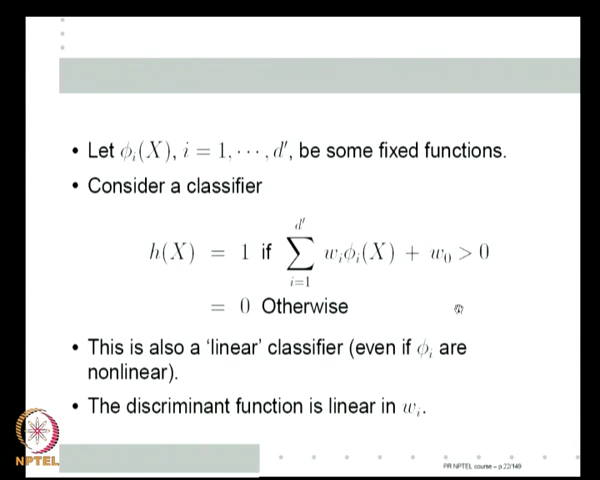 • Let ϕᵢ(X), i = 1, ⋯, d′, be some fixed functions.
• Consider a classifier
d′
h(X) = 1 if ∑ wᵢϕᵢ(X) + w₀ > 0
i=1
= 0 Otherwise
• This is also a ‘linear’ classifier (even if ϕᵢ are
nonlinear).
• The discriminant function is linear in wᵢ.
NPTEL
PR NPTEL course – p.22/149